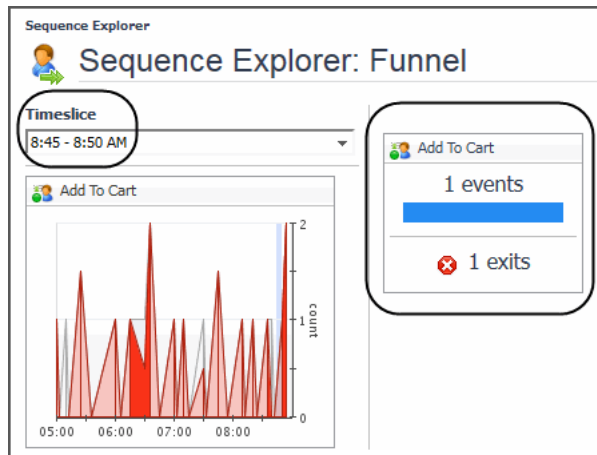 Sequence Explorer
Sequence Explorer: Funnel
Timeslice
8:45 - 8:50 AM
Add To Cart
2
1
0
count
05:00 06:00 07:00 08:00
Add To Cart
1 events
1 exits